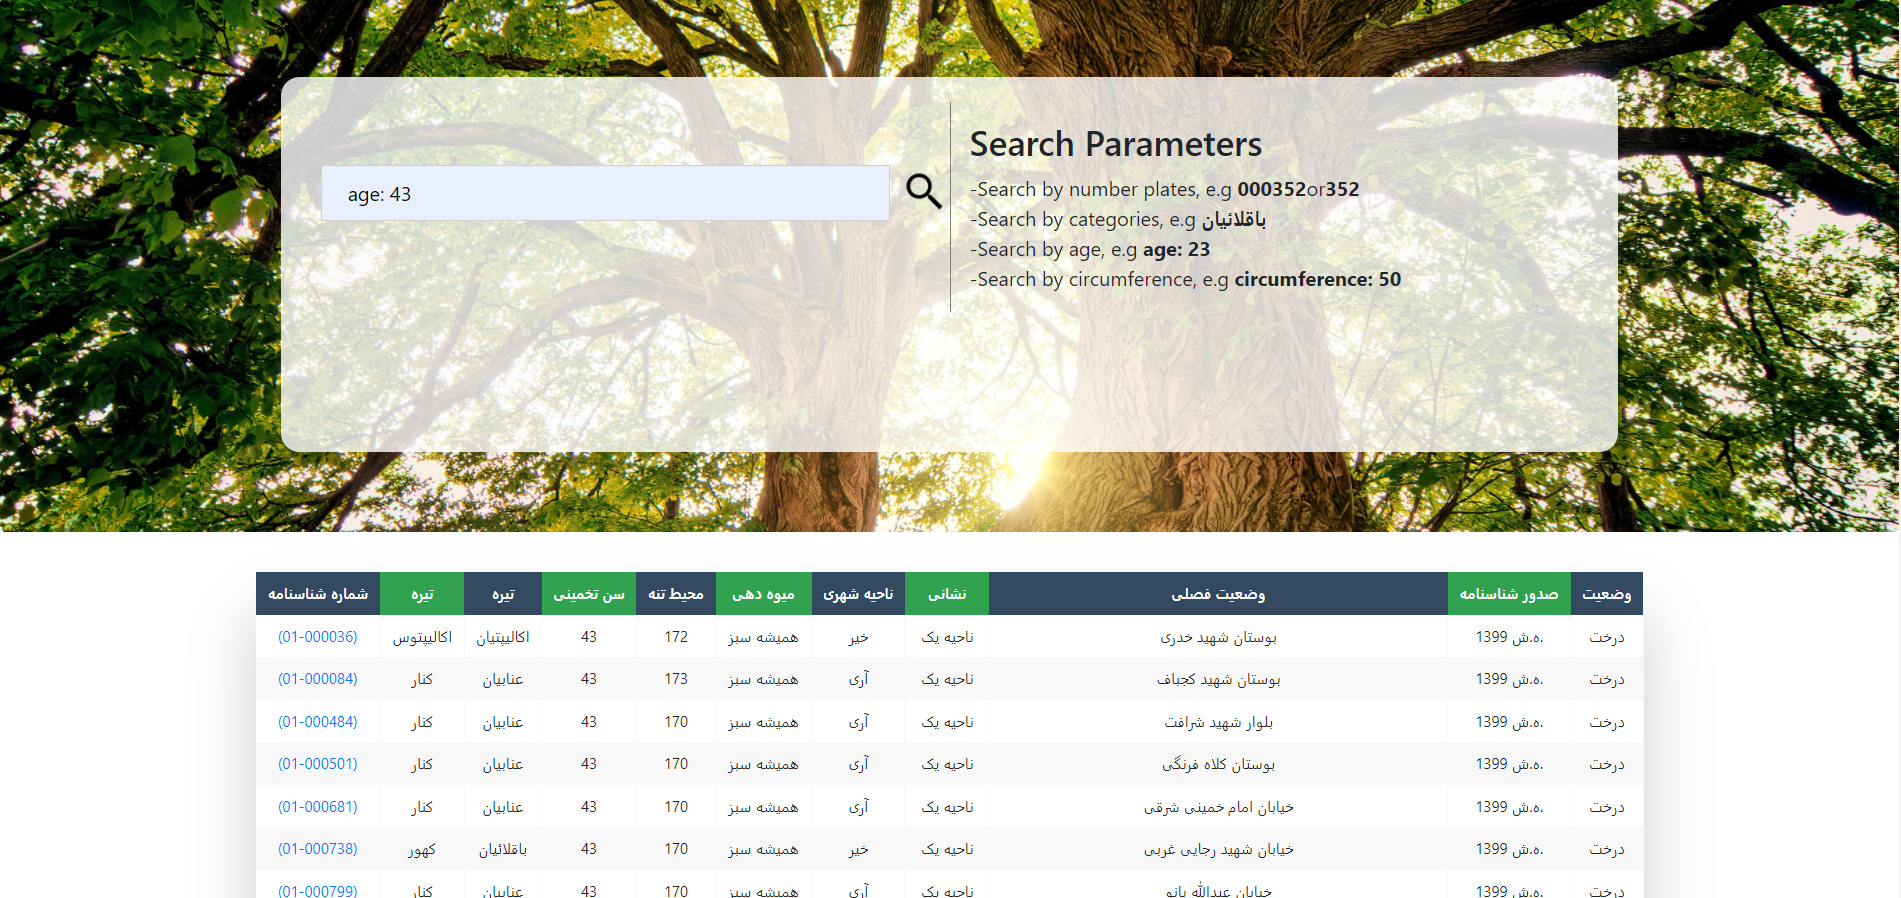 age: 43
Search Parameters
-Search by number plates, e.g 000352or352
-Search by categories, e.g باقلائیان
-Search by age, e.g age: 23
-Search by circumference, e.g circumference: 50
شماره شناسنامه تیره تیره سن تخمینی محیط تنه میوه دهی ناحیه شهری نشانی وضعیت فصلی صدور شناسنامه وضعیت
(01-000036) اکالیپتوس اکالیپتیان 43 172 همیشه سبز خیر ناحیه یک بوستان شهید خدری 1399 ه.ش. درخت
(01-000084) کنار عنابیان 43 173 همیشه سبز آری ناحیه یک بوستان شهید کجباف 1399 ه.ش. درخت
(01-000484) کنار عنابیان 43 170 همیشه سبز آری ناحیه یک بلوار شهید شرافت 1399 ه.ش. درخت
(01-000501) کنار عنابیان 43 170 همیشه سبز آری ناحیه یک بوستان کلاه فرنگی 1399 ه.ش. درخت
(01-000681) کنار عنابیان 43 170 همیشه سبز آری ناحیه یک خیابان امام خمینی شرقی 1399 ه.ش. درخت
(01-000738) کهور باقلائیان 43 170 همیشه سبز خیر ناحیه یک خیابان شهید رجایی غربی 1399 ه.ش. درخت
(01-000799) کنار عنابیان 43 170 همیشه سبز آری ناحیه یک خیابان عبدالله بانو 1399 ه.ش. درخت